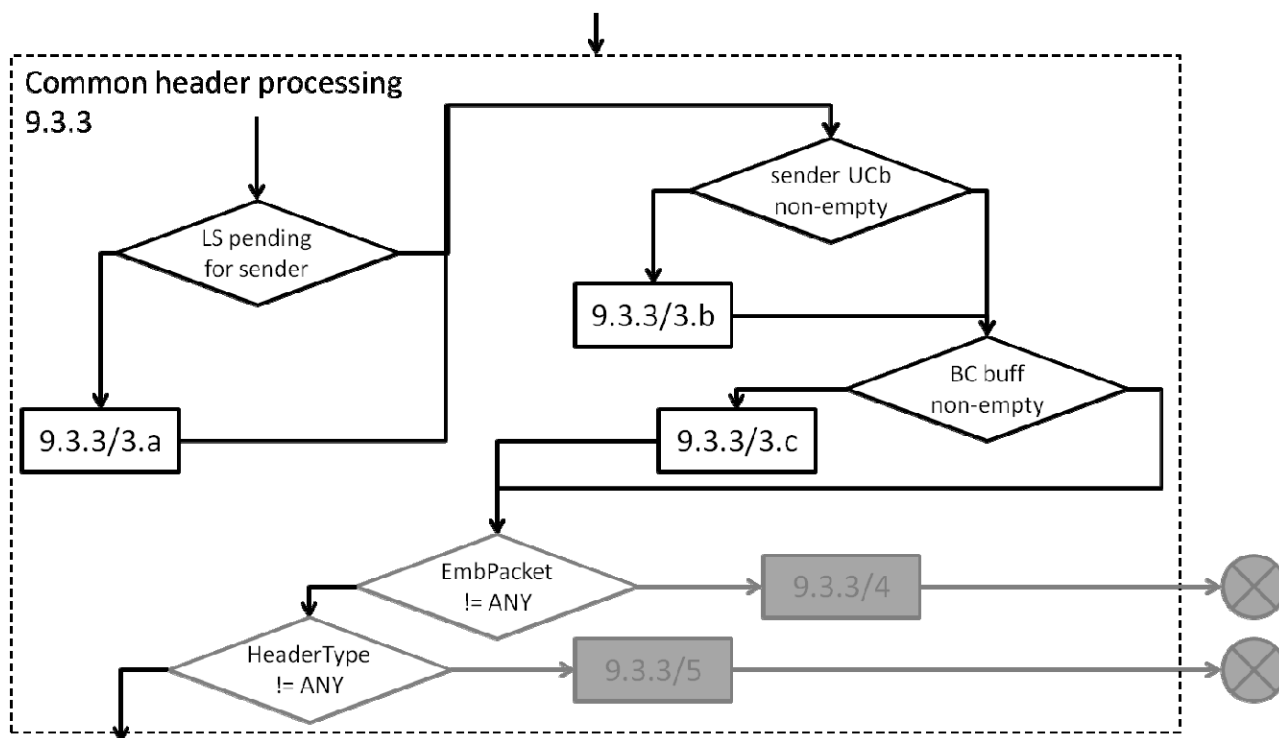 Common header processing
9.3.3
sender UCb
non-empty
LS pending
for sender
9.3.3/3.b
BC buff
non-empty
9.3.3/3.a
9.3.3/3.c
EmbPacket
!= ANY
9.3.3/4
HeaderType
!= ANY
9.3.3/5